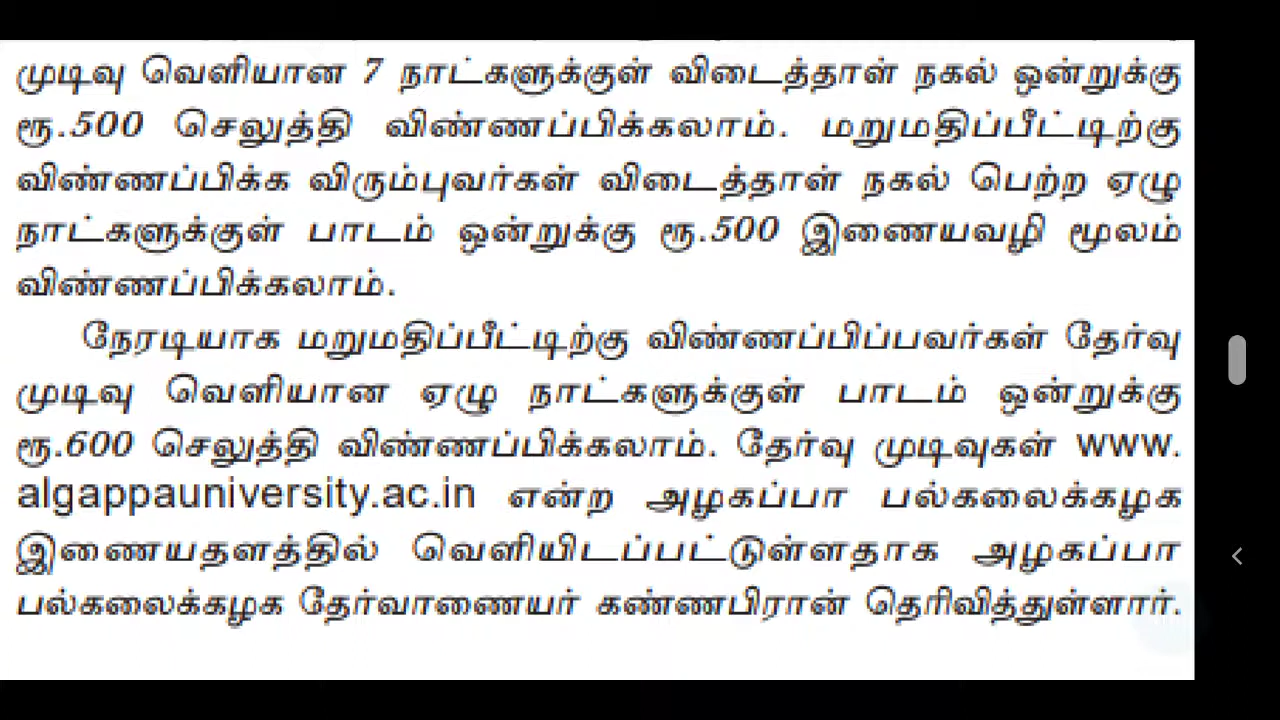 முடிவு வெளியான 7 நாட்களுக்குள் விடைத்தாள் நகல் ஒன்றுக்கு
ரூ.500 செலுத்தி விண்ணப்பிக்கலாம். மறுமதிப்பீட்டிற்கு
விண்ணப்பிக்க விரும்புவர்கள் விடைத்தாள் நகல் பெற்ற ஏழு
நாட்களுக்குள் பாடம் ஒன்றுக்கு ரூ.500 இணையவழி மூலம்
விண்ணப்பிக்கலாம்.
நேரடியாக மறுமதிப்பீட்டிற்கு விண்ணப்பிப்பவர்கள் தேர்வு
முடிவு வெளியான ஏழு நாட்களுக்குள் பாடம் ஒன்றுக்கு
ரூ.600 செலுத்தி விண்ணப்பிக்கலாம். தேர்வு முடிவுகள் www.
algappauniversity.ac.in என்ற அழகப்பா பல்கலைக்கழக
இணையதளத்தில் வெளியிடப்பட்டுள்ளதாக அழகப்பா
பல்கலைக்கழக தேர்வாணையர் கண்ணபிரான் தெரிவித்துள்ளார்.